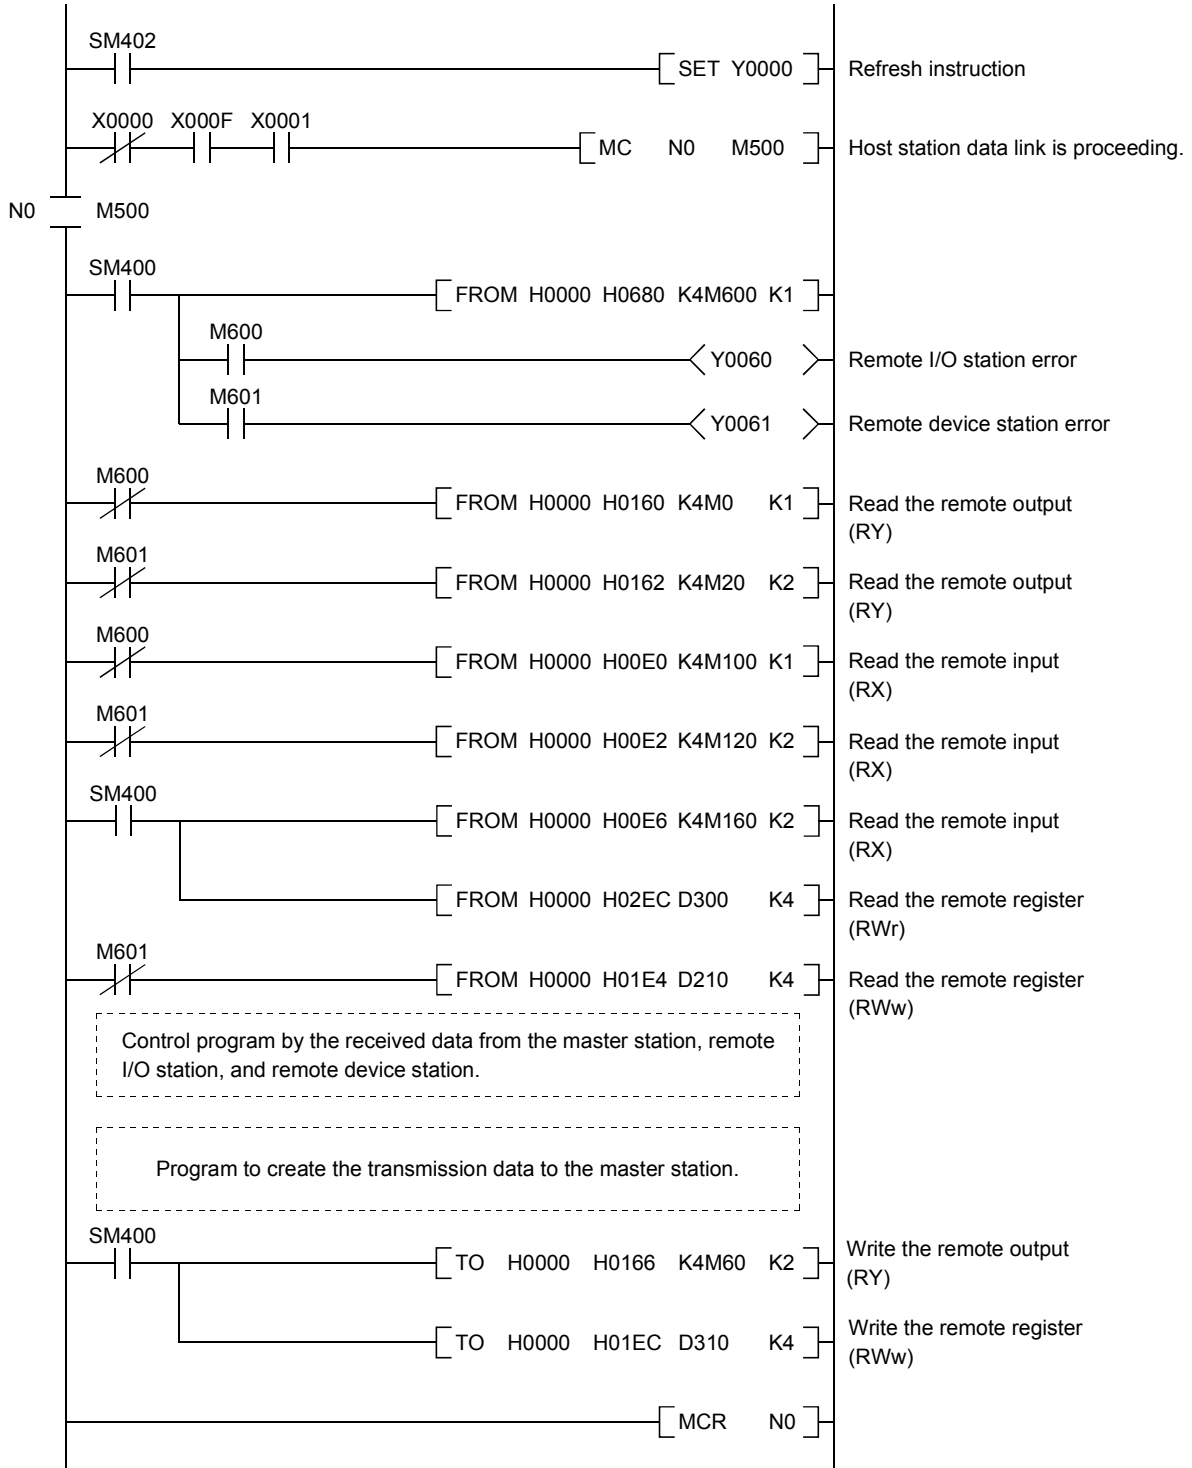 SM402
SET Y0000 Refresh instruction
X0000 X000F X0001
MC N0 M500 Host station data link is proceeding.
N0 M500
SM400
FROM H0000 H0680 K4M600 K1
M600
Y0060 Remote I/O station error
M601
Y0061 Remote device station error
M600
FROM H0000 H0160 K4M0 K1 Read the remote output
(RY)
M601
FROM H0000 H0162 K4M20 K2 Read the remote output
(RY)
M600
FROM H0000 H00E0 K4M100 K1 Read the remote input
(RX)
M601
FROM H0000 H00E2 K4M120 K2 Read the remote input
(RX)
SM400
FROM H0000 H00E6 K4M160 K2 Read the remote input
(RX)
FROM H0000 H02EC D300 K4 Read the remote register
(RWr)
M601
FROM H0000 H01E4 D210 K4 Read the remote register
(RWw)
Control program by the received data from the master station, remote
I/O station, and remote device station.
Program to create the transmission data to the master station.
SM400
TO H0000 H0166 K4M60 K2 Write the remote output
(RY)
TO H0000 H01EC D310 K4 Write the remote register
(RWw)
MCR N0